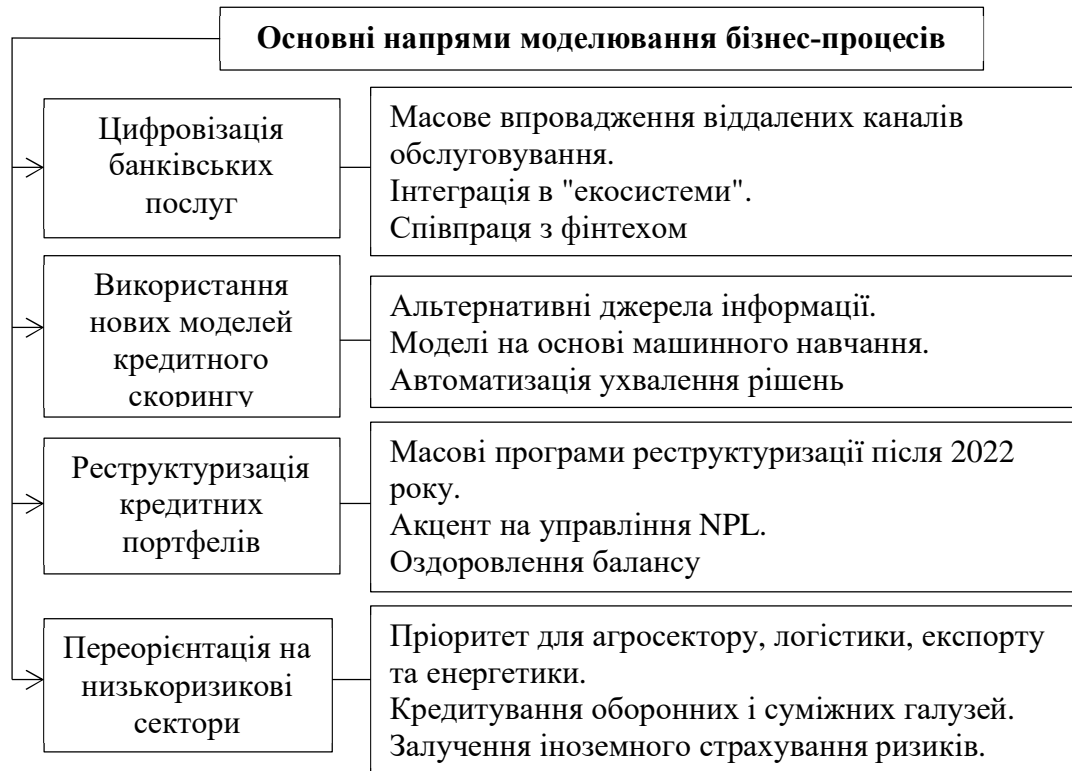 Основні напрями моделювання бізнес-процесів
Цифровізація
банківських
послуг
Масове впровадження віддалених каналів
обслуговування.
Інтеграція в "екосистеми".
Співпраця з фінтехом
Використання
нових моделей
кредитного
скорингу
Альтернативні джерела інформації.
Моделі на основі машинного навчання.
Автоматизація ухвалення рішень
Реструктуризація
кредитних
портфелів
Масові програми реструктуризації після 2022
року.
Акцент на управління NPL.
Оздоровлення балансу
Переорієнтація на
низькоризикові
сектори
Пріоритет для агросектору, логістики, експорту
та енергетики.
Кредитування оборонних і суміжних галузей.
Залучення іноземного страхування ризиків.